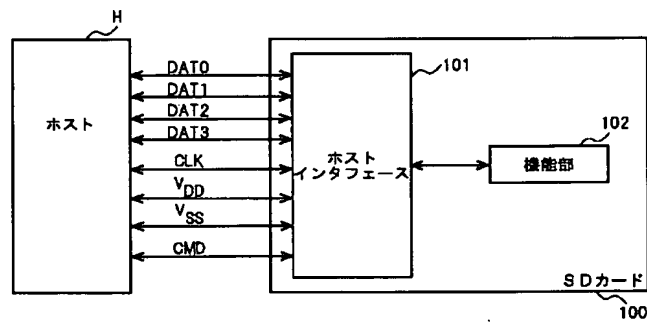 H
ホスト
DAT0
DAT1
DAT2
DAT3
CLK
VDD
VSS
CMD
101
ホスト
インタフェース
102
機能部
SDカード
100